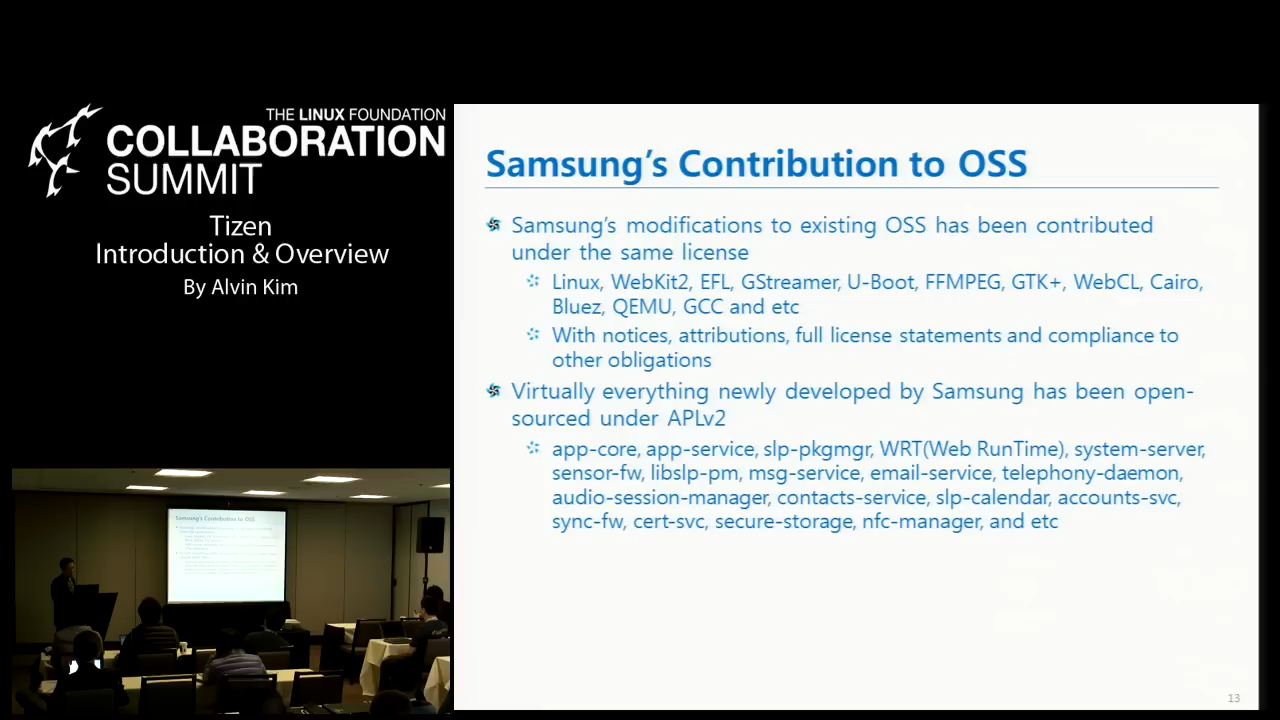 THE LINUX FOUNDATION
COLLABORATION
SUMMIT
Tizen
Introduction & Overview
By Alvin Kim
Samsung's Contribution to OSS
Samsung's modifications to existing OSS has been contributed
under the same license
Linux, WebKit2, EFL, GStreamer, U-Boot, FFMPEG, GTK+, WebCL, Cairo,
Bluez, QEMU, GCC and etc
With notices, attributions, full license statements and compliance to
other obligations
Virtually everything newly developed by Samsung has been open-
sourced under APLv2
app-core, app-service, slp-pkgmgr, WRT(Web RunTime), system-server,
sensor-fw, libslp-pm, msg-service, email-service, telephony-daemon,
audio-session-manager, contacts-service, slp-calendar, accounts-svc,
sync-fw, cert-svc, secure-storage, nfc-manager, and etc
13
Samsung's Contribution to OSS